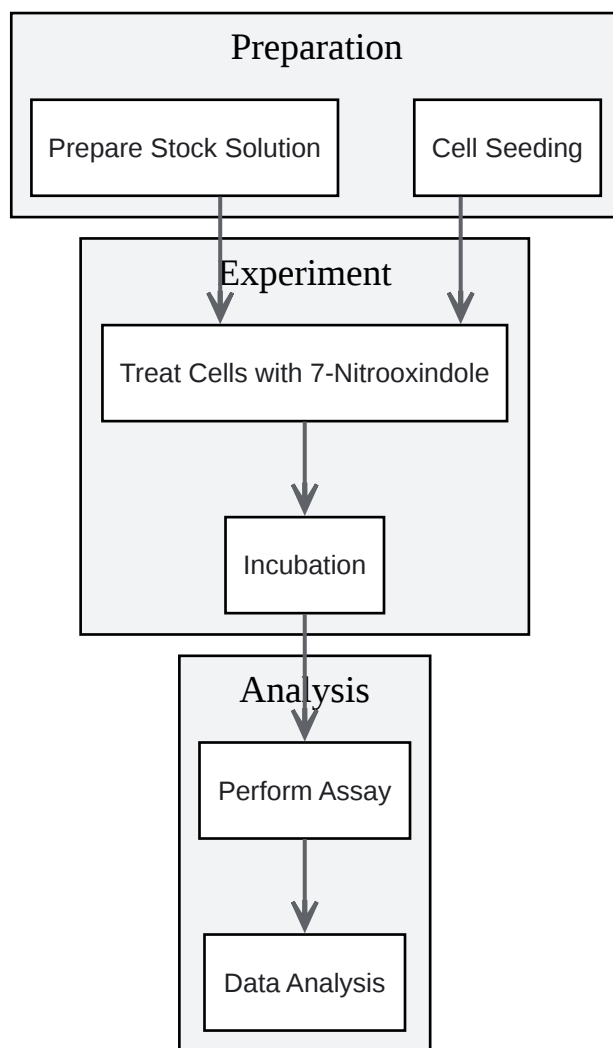 Preparation
Prepare Stock Solution
Cell Seeding
Experiment
Treat Cells with 7-Nitrooxindole
Incubation
Analysis
Perform Assay
Data Analysis